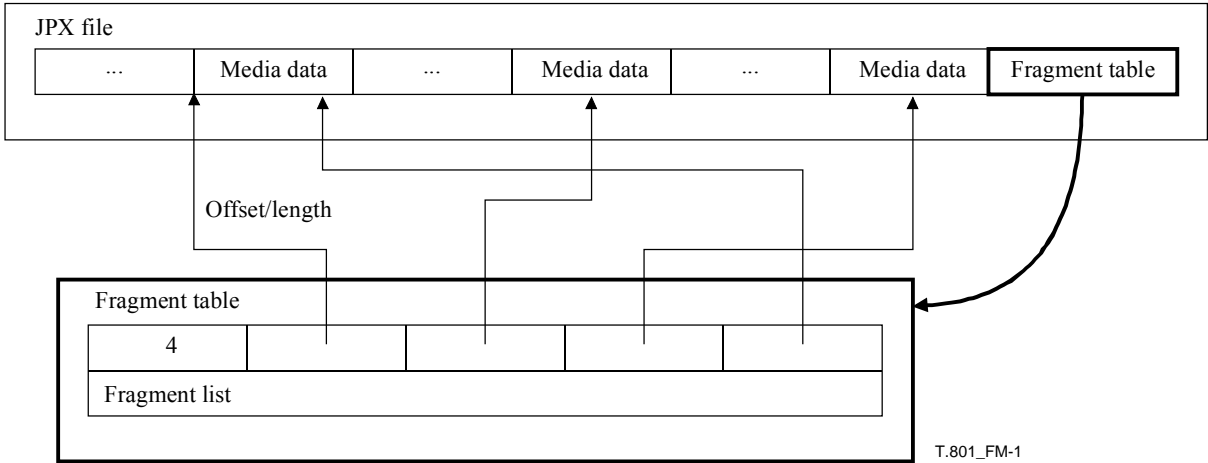 JPX file
... Media data ... Media data ... Media data Fragment table
Offset/length
Fragment table
4
Fragment list
T.801_FM-1